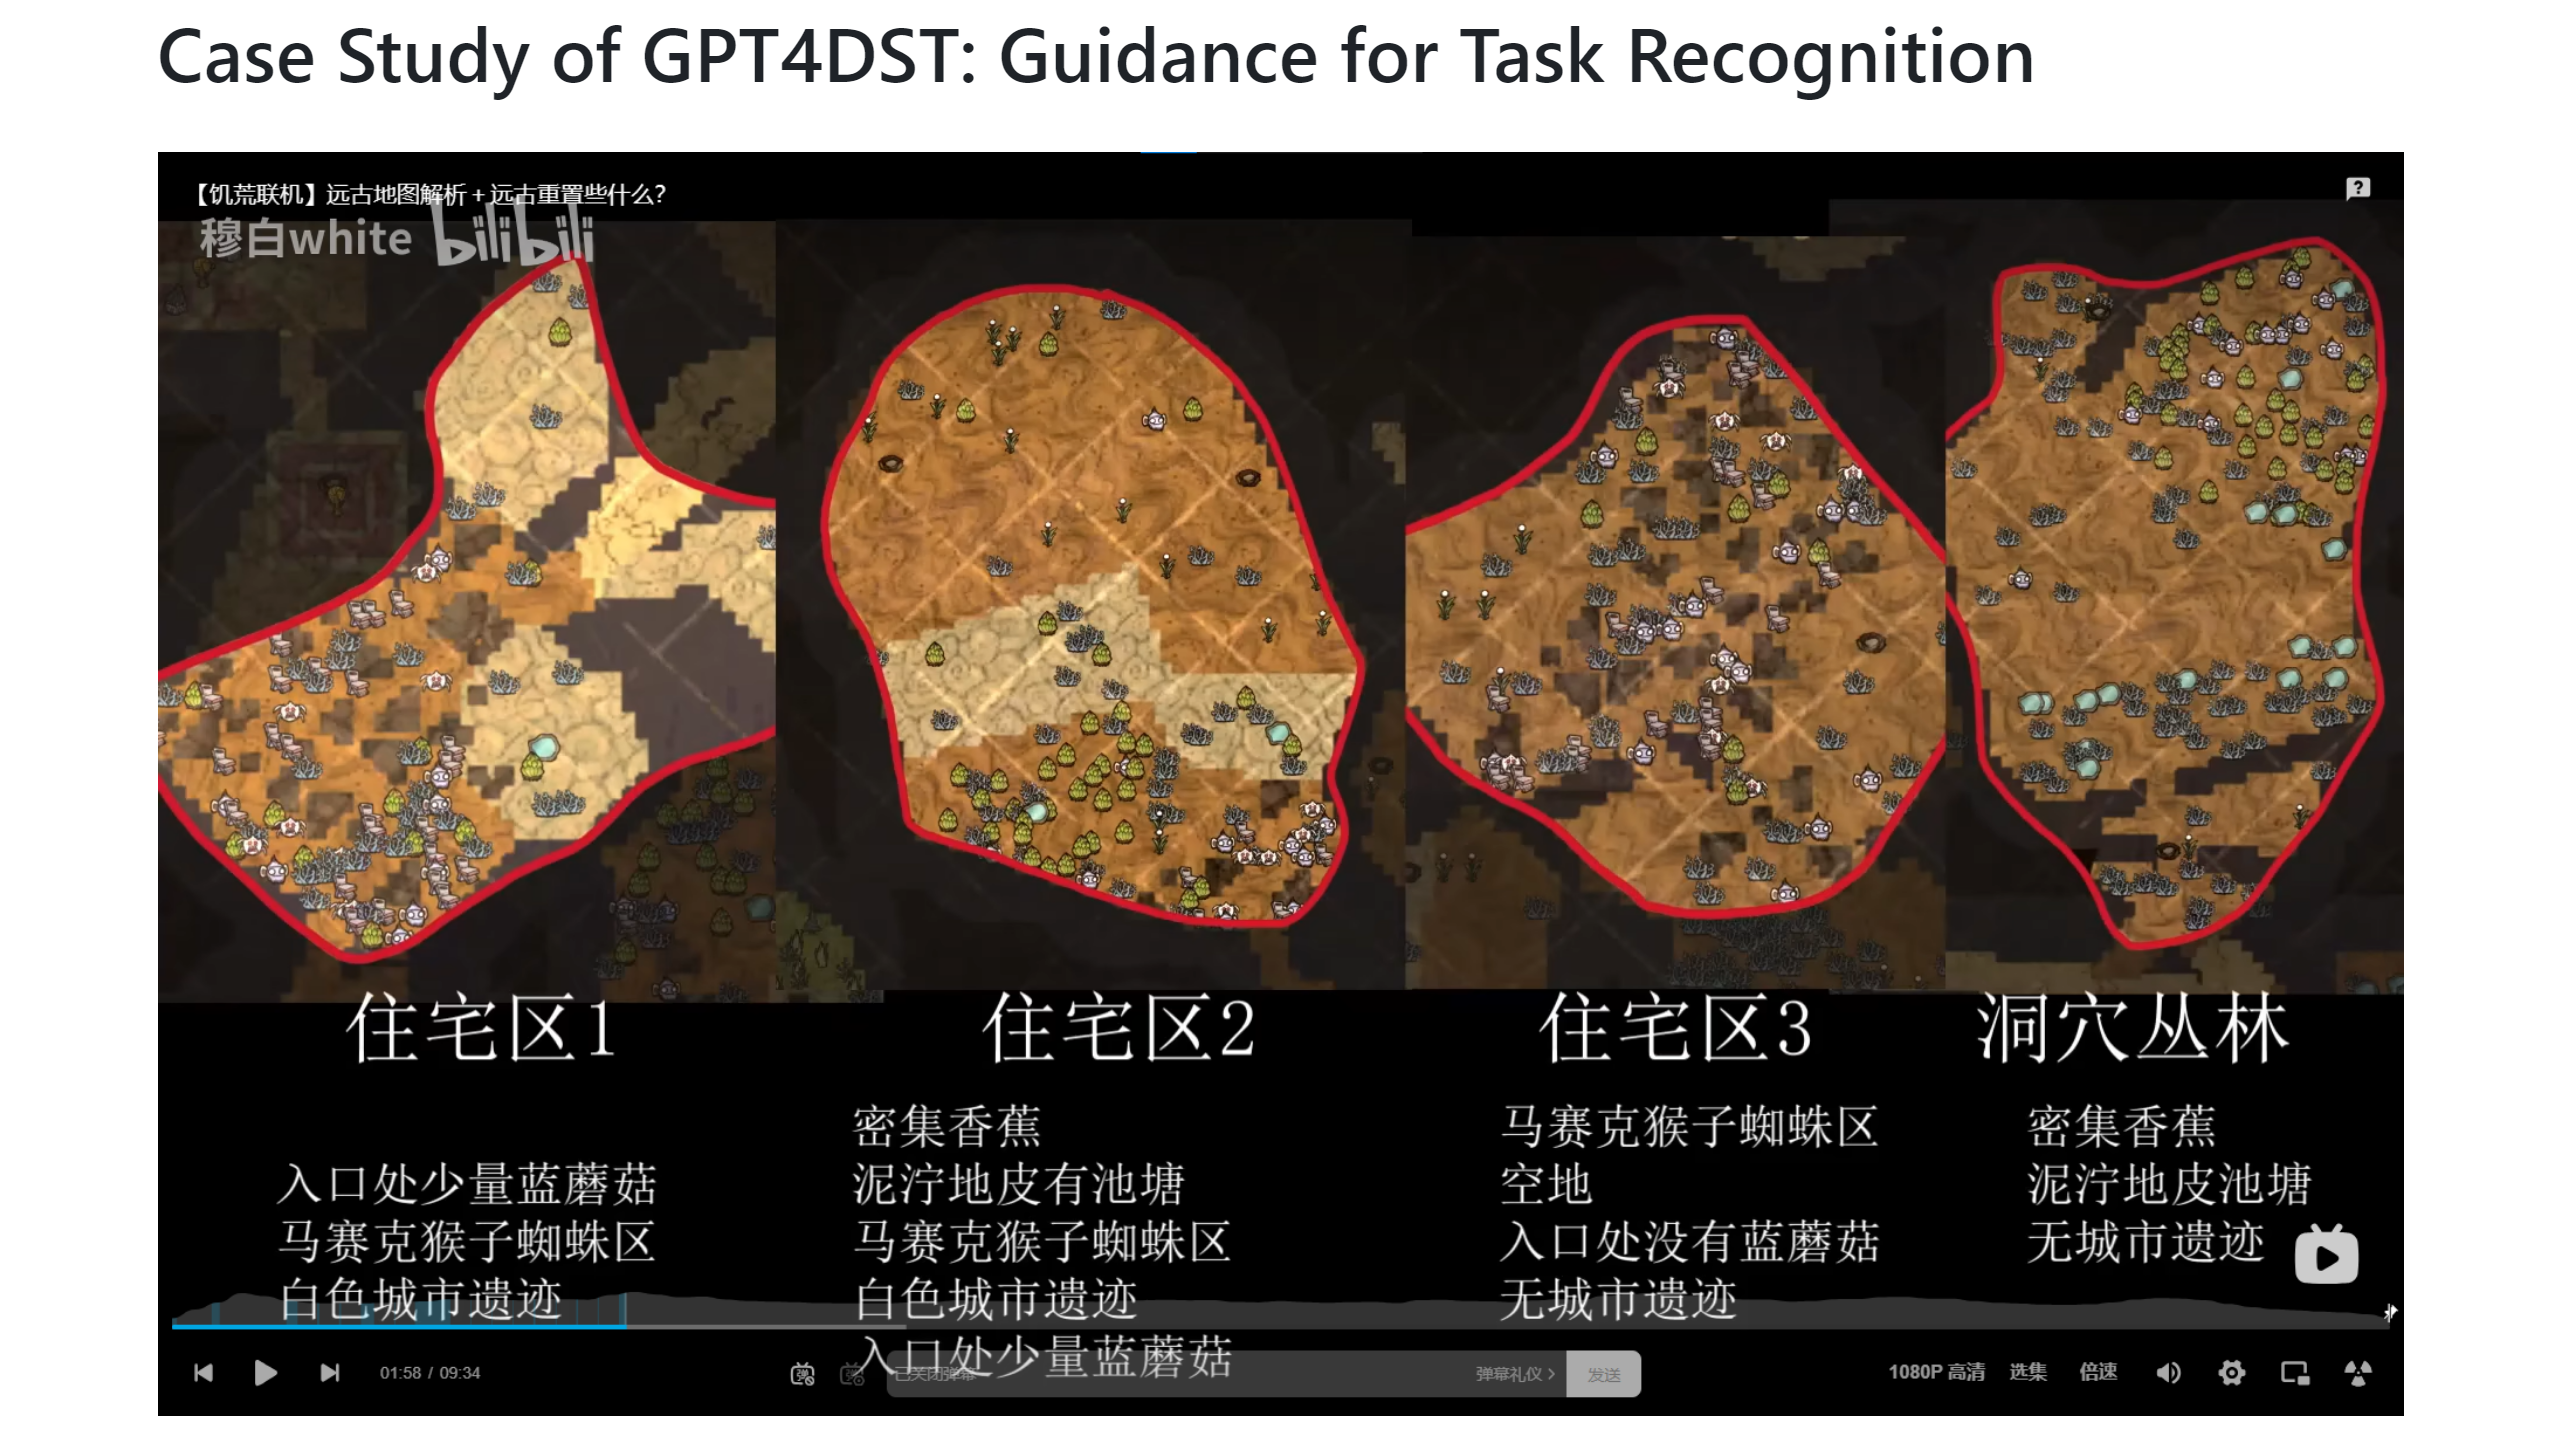 Case Study of GPT4DST: Guidance for Task Recognition
【饥荒联机】远古地图解析+远古重置些什么?
穆白white bilibili
住宅区1
入口处少量蓝蘑菇
马赛克猴子蜘蛛区
白色城市遗迹
住宅区2
密集香蕉
泥泞地皮有池塘
马赛克猴子蜘蛛区
白色城市遗迹
入口处少量蓝蘑菇
住宅区3
马赛克猴子蜘蛛区
空地
入口处没有蓝蘑菇
无城市遗迹
洞穴丛林
密集香蕉
泥泞地皮池塘
无城市遗迹
01:58 / 09:34
已关闭弹幕
弹幕礼仪 >
发送
1080P 高清
选集
倍速